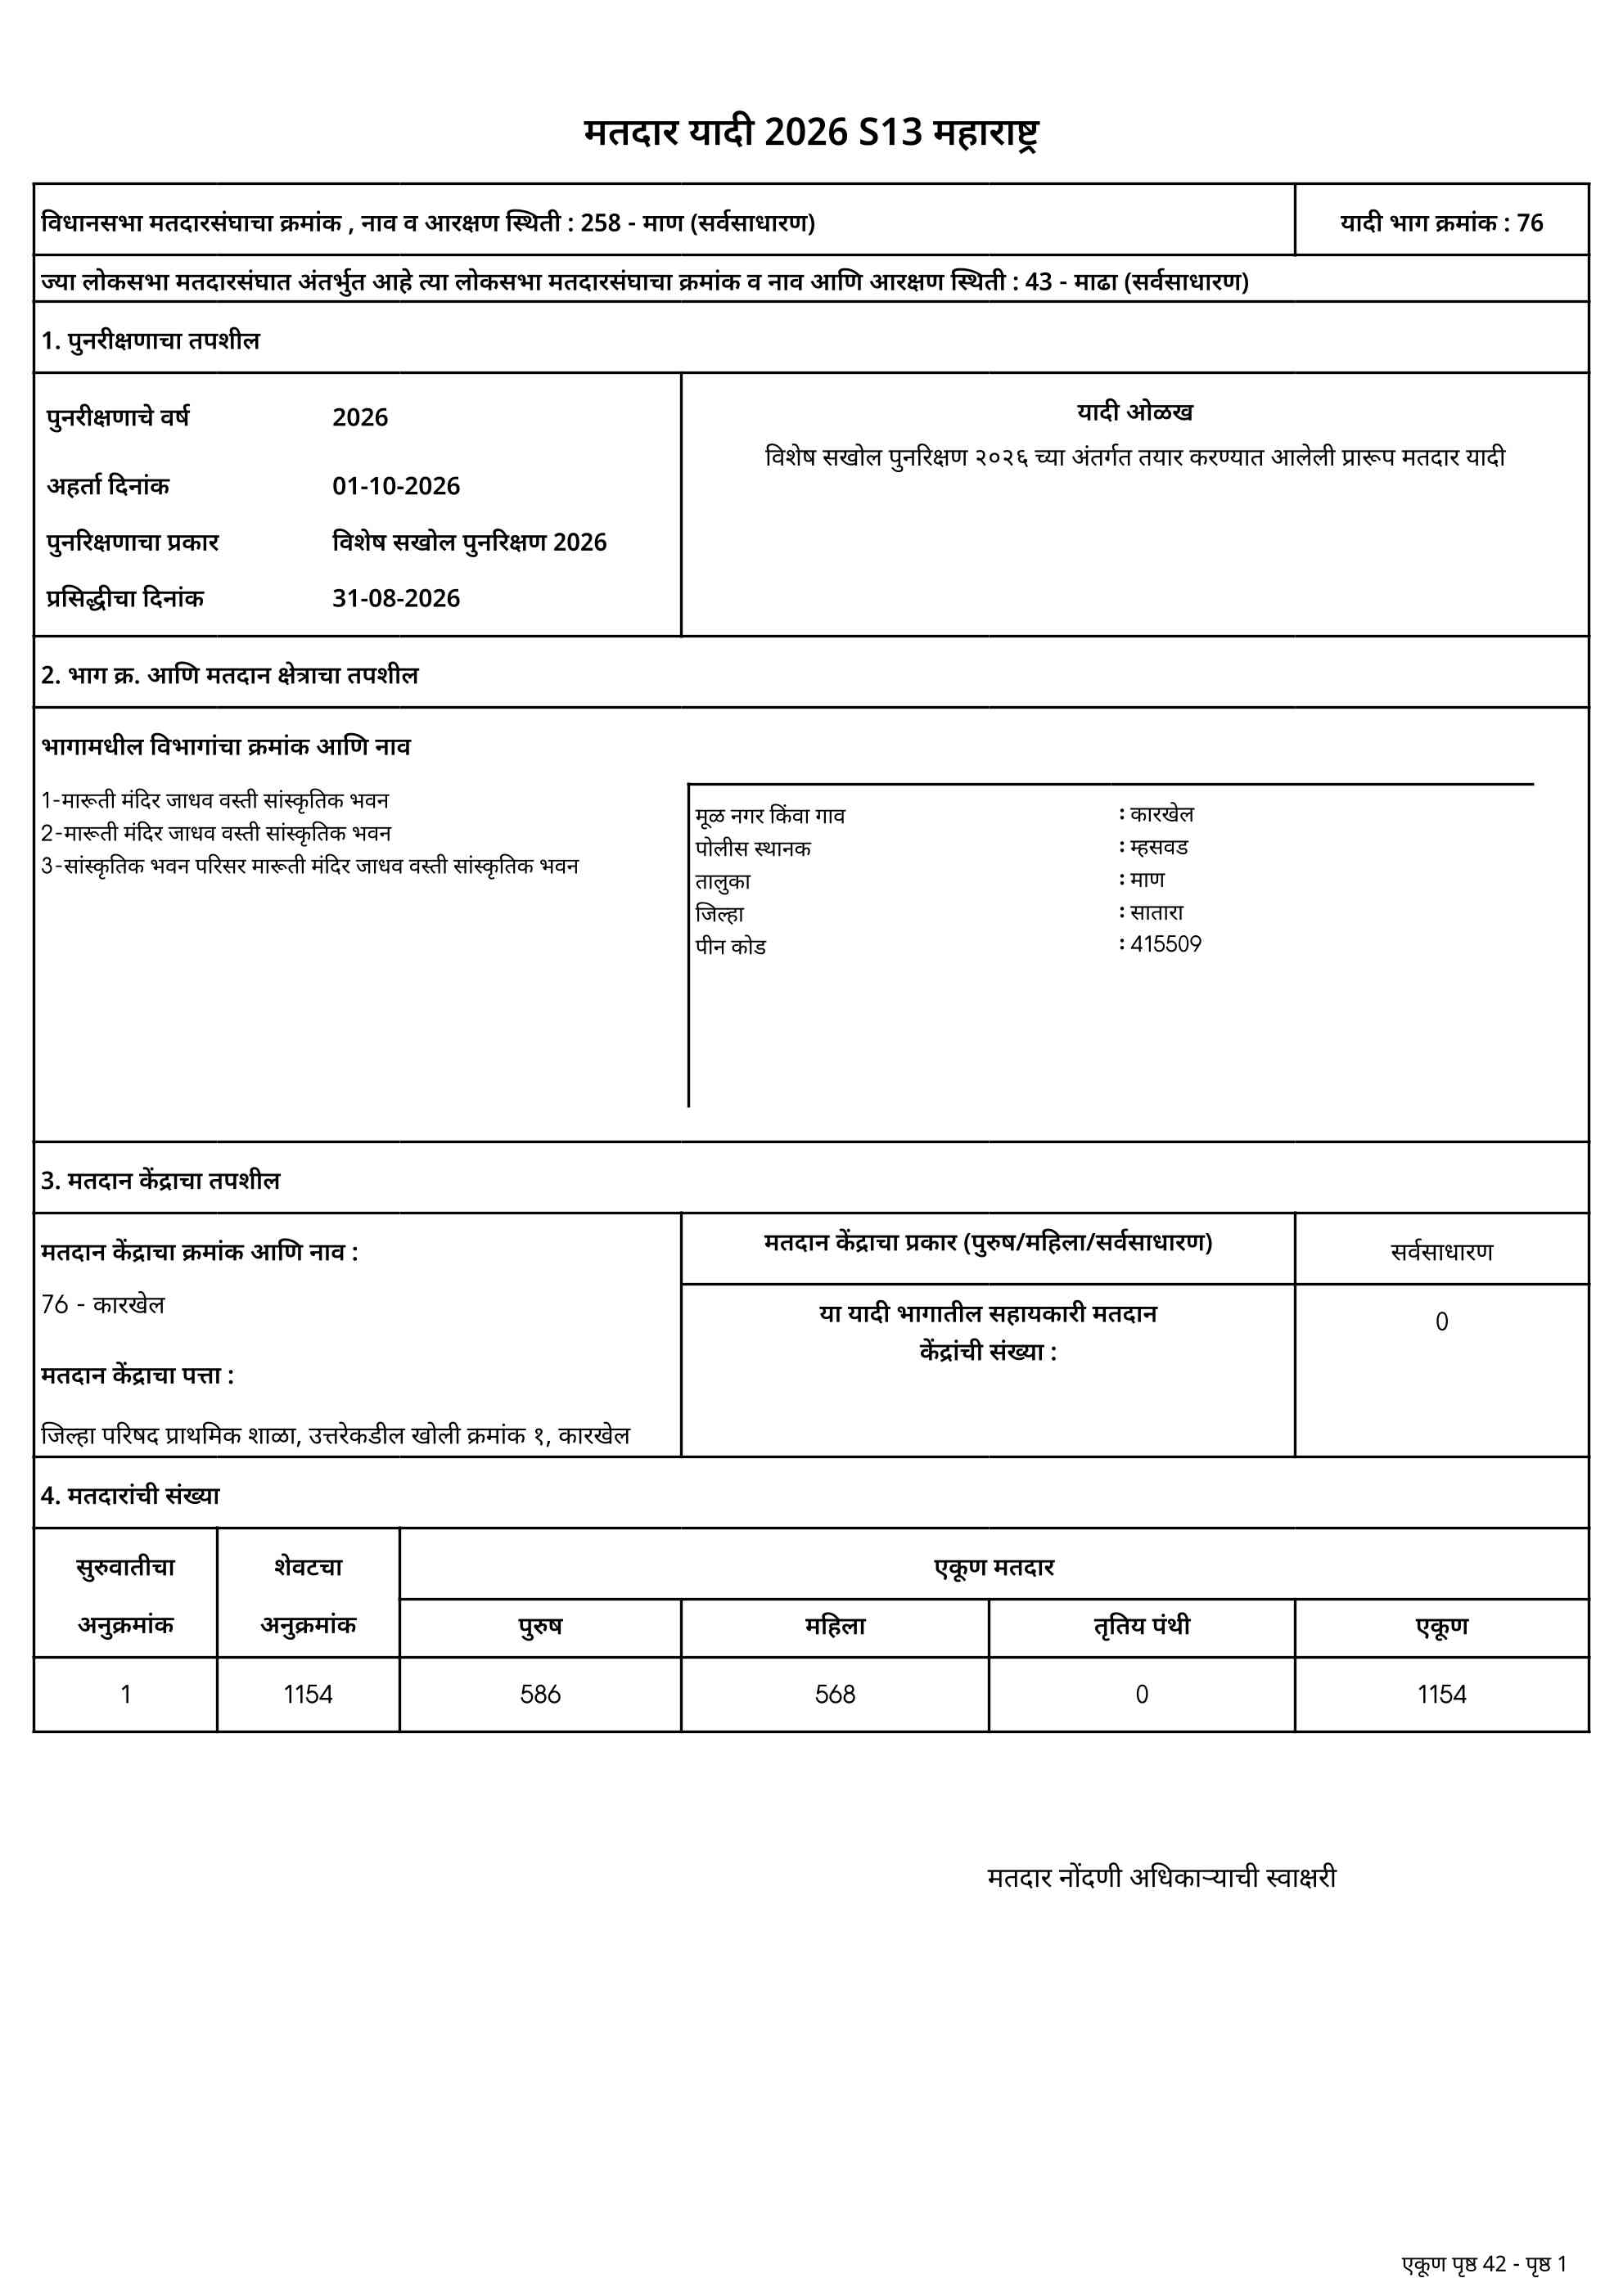 मतदार यादी 2026 S13 महाराष्ट्र
विधानसभा मतदारसंघाचा क्रमांक , नाव व आरक्षण स्थिती : 258 - माण (सर्वसाधारण)
यादी भाग क्रमांक : 76
ज्या लोकसभा मतदारसंघात अंतर्भुत आहे त्या लोकसभा मतदारसंघाचा क्रमांक व नाव आणि आरक्षण स्थिती : 43 - माढा (सर्वसाधारण)
1. पुनरीक्षणाचा तपशील
पुनरीक्षणाचे वर्ष 2026
अहर्ता दिनांक 01-10-2026
पुनरिक्षणाचा प्रकार विशेष सखोल पुनरिक्षण 2026
प्रसिद्धीचा दिनांक 31-08-2026
यादी ओळख
विशेष सखोल पुनरिक्षण २०२६ च्या अंतर्गत तयार करण्यात आलेली प्रारूप मतदार यादी
2. भाग क्र. आणि मतदान क्षेत्राचा तपशील
भागामधील विभागांचा क्रमांक आणि नाव
1-मारूती मंदिर जाधव वस्ती सांस्कृतिक भवन
2-मारूती मंदिर जाधव वस्ती सांस्कृतिक भवन
3-सांस्कृतिक भवन परिसर मारूती मंदिर जाधव वस्ती सांस्कृतिक भवन
मूळ नगर किंवा गाव : कारखेल
पोलीस स्थानक : म्हसवड
तालुका : माण
जिल्हा : सातारा
पीन कोड : 415509
3. मतदान केंद्राचा तपशील
मतदान केंद्राचा क्रमांक आणि नाव :
76 - कारखेल
मतदान केंद्राचा पत्ता :
जिल्हा परिषद प्राथमिक शाळा, उत्तरेकडील खोली क्रमांक १, कारखेल
मतदान केंद्राचा प्रकार (पुरुष/महिला/सर्वसाधारण)
सर्वसाधारण
या यादी भागातील सहायकारी मतदान
केंद्रांची संख्या :
0
4. मतदारांची संख्या
सुरुवातीचा
अनुक्रमांक
शेवटचा
अनुक्रमांक
एकूण मतदार
पुरुष महिला तृतिय पंथी एकूण
1 1154 586 568 0 1154
मतदार नोंदणी अधिकाऱ्याची स्वाक्षरी
एकूण पृष्ठ 42 - पृष्ठ 1